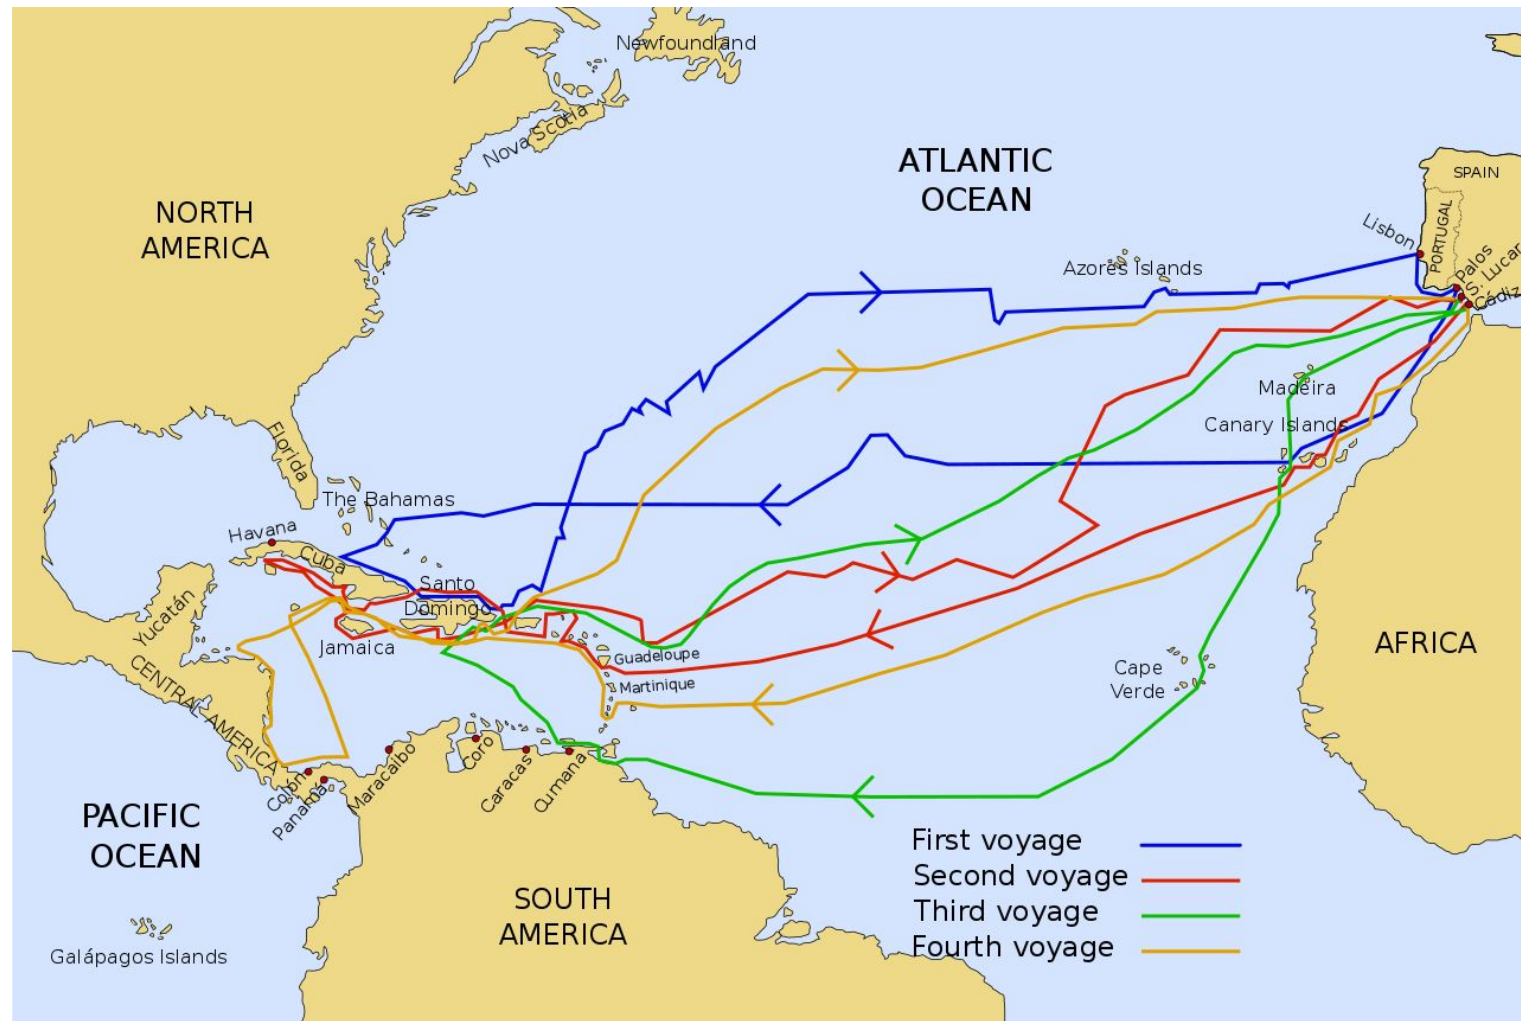 Newfoundland
Nova Scotia
ATLANTIC
OCEAN
SPAIN
PORTUGAL
Lisbon
Palos
S. Lucar
Cádiz
NORTH
AMERICA
Azores Islands
Madeira
Canary Islands
Florida
The Bahamas
Havana
Cuba
Santo
Domingo
Yucatán
Jamaica
Guadeloupe
Martinique
CENTRAL AMERICA
Cape
Verde
AFRICA
Colón
Panamá
Maracaibo
Coro
Caracas
Cumana
PACIFIC
OCEAN
SOUTH
AMERICA
Galápagos Islands
First voyage
Second voyage
Third voyage
Fourth voyage